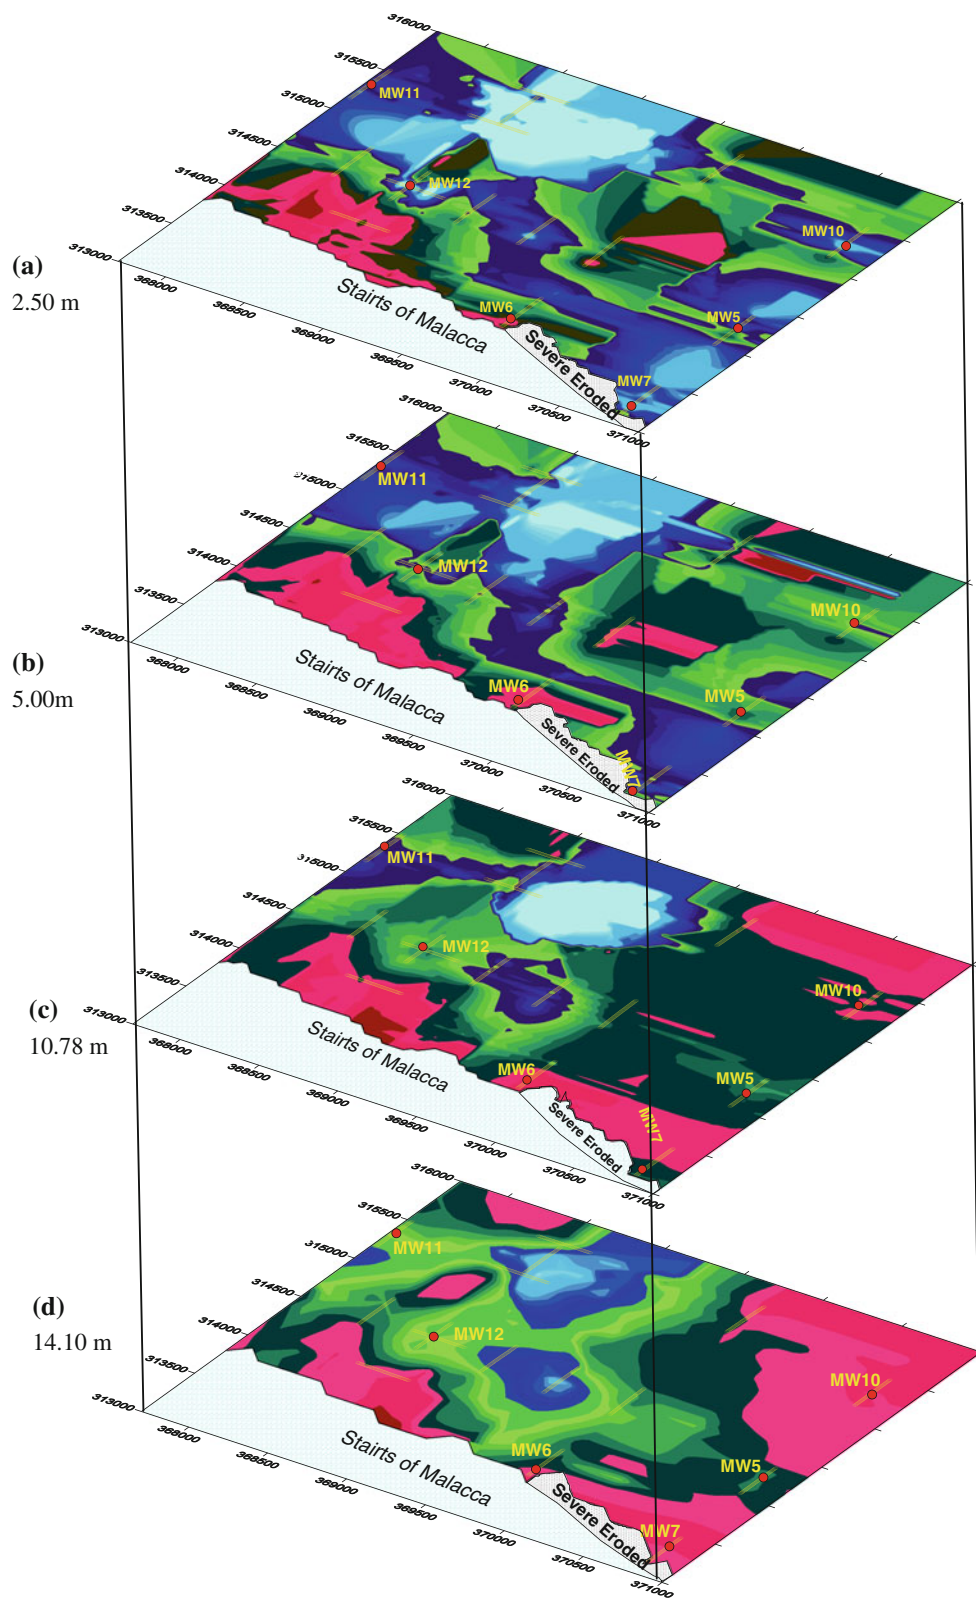 316000
315500
315000
314500
314000
313500
313000
MW11
MW12
MW10
MW5
MW6
MW7
(a)
2.50 m
Stairts of Malacca
Severe Eroded
368000
368500
369000
369500
370000
370500
371000
316000
315500
315000
314500
314000
313500
313000
MW11
MW12
MW10
MW5
MW6
MW7
(b)
5.00m
Stairts of Malacca
Severe Eroded
368000
368500
369000
369500
370000
370500
371000
316000
315500
315000
314500
314000
313500
313000
MW11
MW12
MW10
MW5
MW6
MW7
(c)
10.78 m
Stairts of Malacca
Severe Eroded
368000
368500
369000
369500
370000
370500
371000
316000
315500
315000
314500
314000
313500
313000
MW11
MW12
MW10
MW5
MW6
MW7
(d)
14.10 m
Stairts of Malacca
Severe Eroded
368000
368500
369000
369500
370000
370500
371000